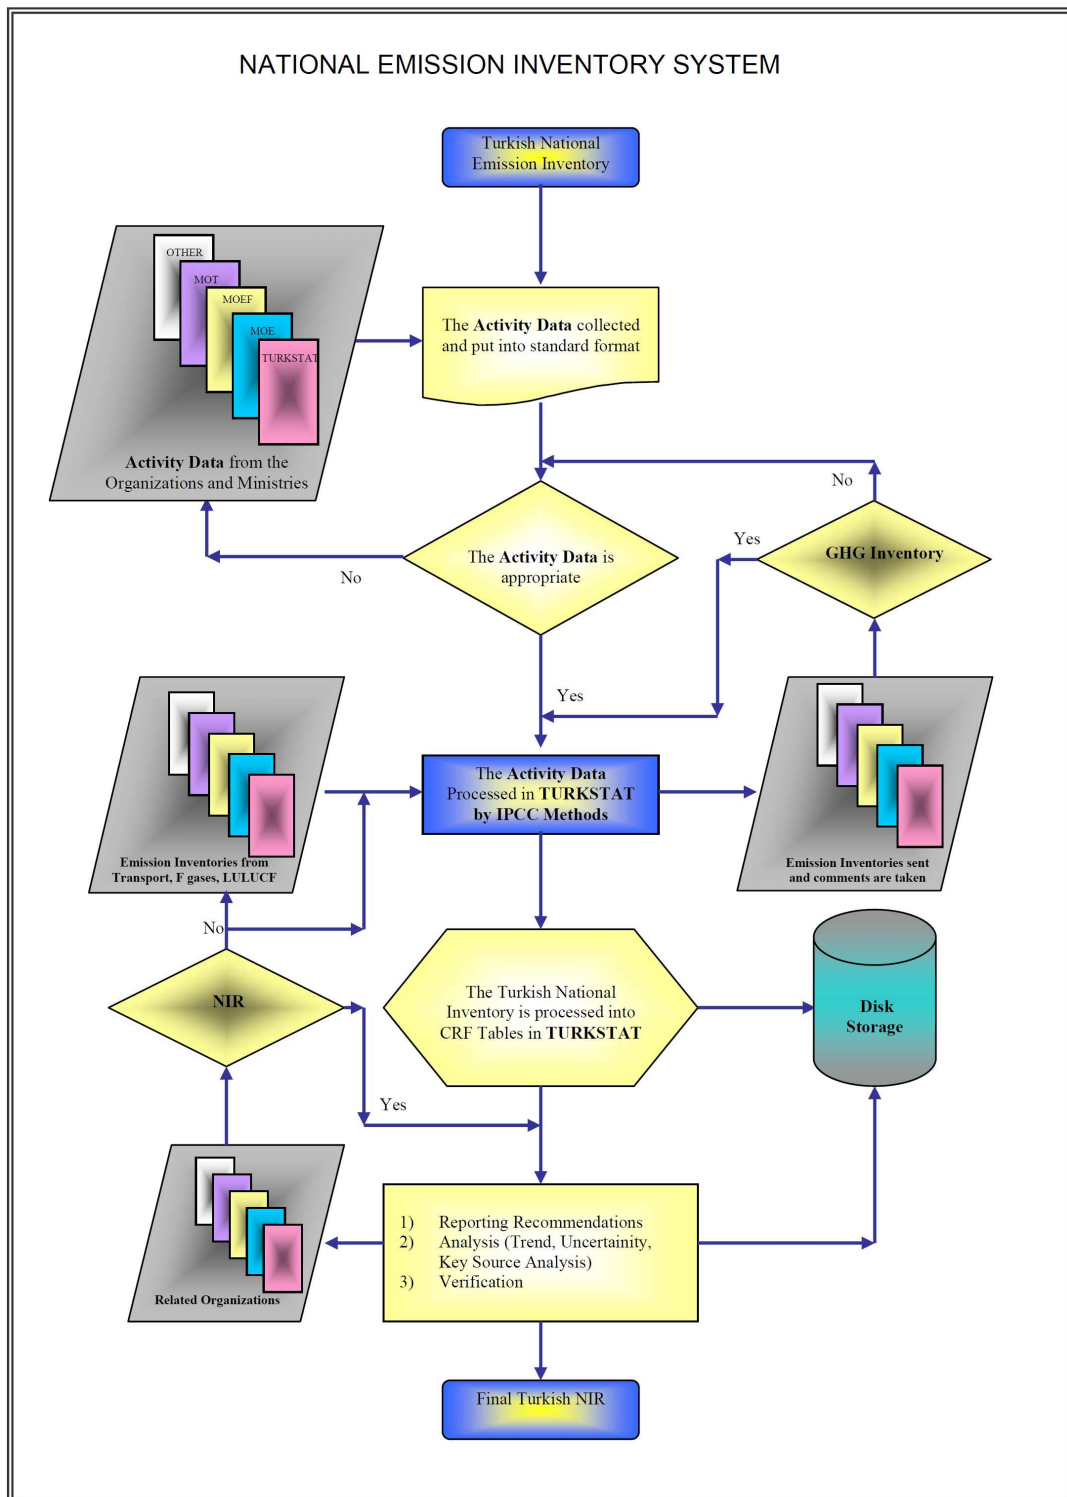 NATIONAL EMISSION INVENTORY SYSTEM
Turkish National
Emission Inventory
OTHER
MOT
MOEF
MOE
TURKSTAT
Activity Data from the
Organizations and Ministries
The Activity Data collected
and put into standard format
No
The Activity Data is
appropriate
No
Yes
GHG Inventory
Yes
Emission Inventories from
Transport, F gases, LULUCF
The Activity Data
Processed in TURKSTAT
by IPCC Methods
Emission Inventories sent
and comments are taken
No
NIR
The Turkish National
Inventory is processed into
CRF Tables in TURKSTAT
Disk
Storage
Yes
Related Organizations
1) Reporting Recommendations
2) Analysis (Trend, Uncertainity,
Key Source Analysis)
3) Verification
Final Turkish NIR